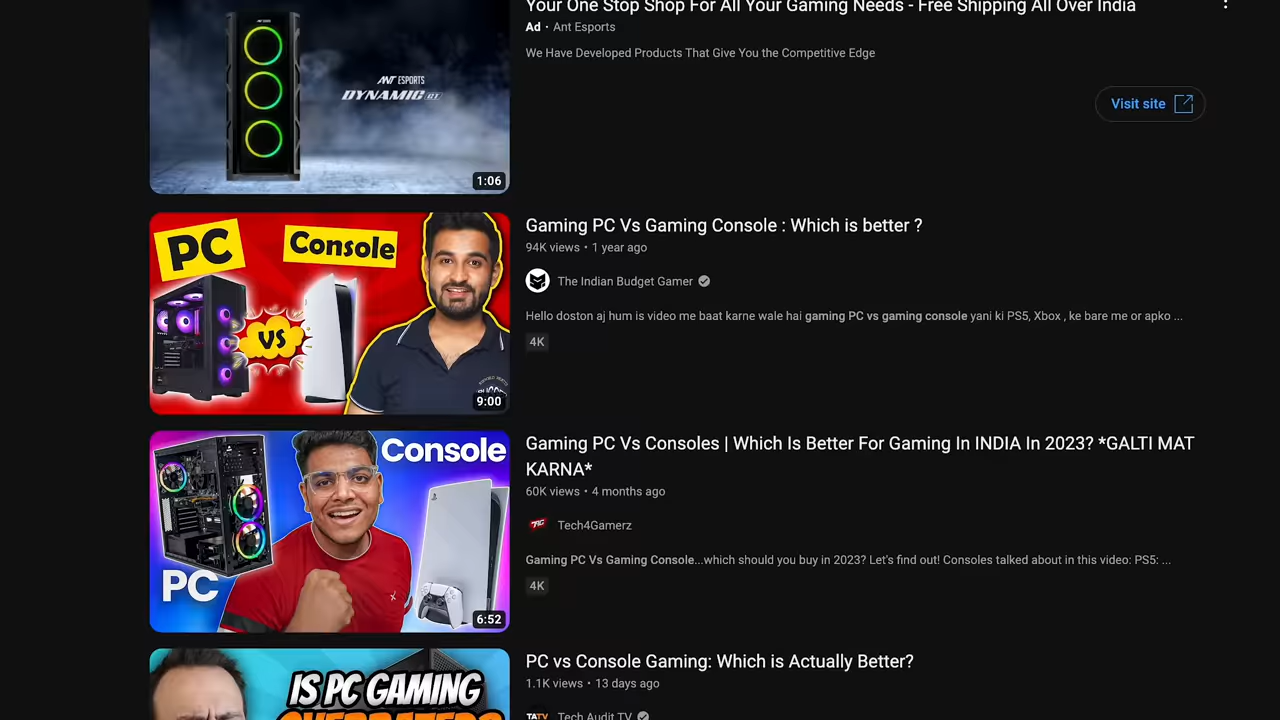 Your One Stop Shop For All Your Gaming Needs - Free Shipping All Over India
Ad · Ant Esports
We Have Developed Products That Give You the Competitive Edge
ANT ESPORTS
DYNAMIC
Visit site
1:06
PC
Console
VS
9:00
Gaming PC Vs Gaming Console : Which is better ?
94K views • 1 year ago
The Indian Budget Gamer
Hello doston aj hum is video me baat karne wale hai gaming PC vs gaming console yani ki PS5, Xbox , ke bare me or apko ...
4K
Console
PC
6:52
Gaming PC Vs Consoles | Which Is Better For Gaming In INDIA In 2023? *GALTI MAT
KARNA*
60K views • 4 months ago
Tech4Gamerz
Gaming PC Vs Gaming Console...which should you buy in 2023? Let's find out! Consoles talked about in this video: PS5: ...
4K
IS PC GAMING
OVERRATED?
PC vs Console Gaming: Which is Actually Better?
1.1K views • 13 days ago
TATV
Tech Audit TV